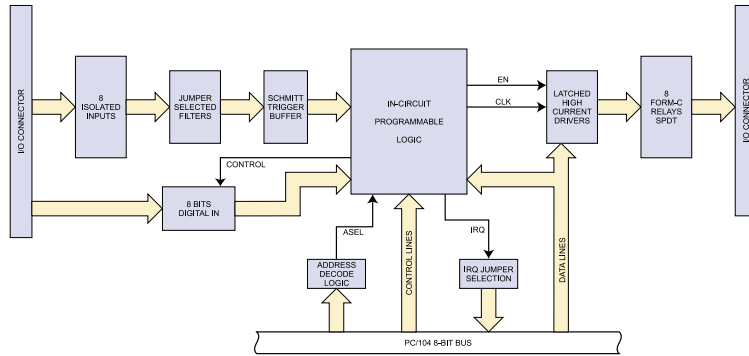 I/O CONNECTOR
8
ISOLATED
INPUTS
JUMPER
SELECTED
FILTERS
SCHMITT
TRIGGER
BUFFER
IN-CIRCUIT
PROGRAMMABLE
LOGIC
EN
CLK
LATCHED
HIGH
CURRENT
DRIVERS
8
FORM-C
RELAYS
SPDT
I/O CONNECTOR
CONTROL
8 BITS
DIGITAL IN
ASEL
ADDRESS
DECODE
LOGIC
CONTROL LINES
IRQ
IRQ JUMPER
SELECTION
DATA LINES
PC/104 8-BIT BUS